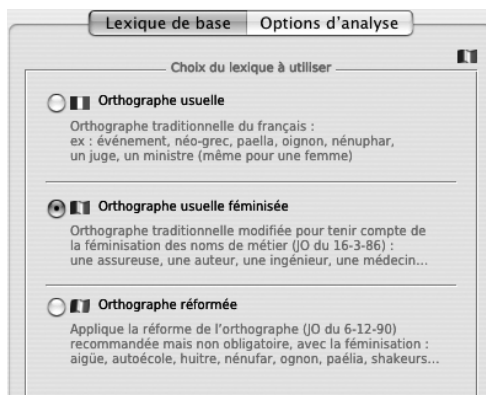 Lexique de base Options d'analyse
Choix du lexique à utiliser
Orthographe usuelle
Orthographe traditionnelle du français :
ex : événement, néo-grec, paella, oignon, nénuphar,
un juge, un ministre (même pour une femme)
Orthographe usuelle féminisée
Orthographe traditionnelle modifiée pour tenir compte de
la féminisation des noms de métier (JO du 16-3-86) :
une assureuse, une auteur, une ingénieur, une médecin...
Orthographe réformée
Applique la réforme de l'orthographe (JO du 6-12-90)
recommandée mais non obligatoire, avec la féminisation :
aigüe, autoécole, huitre, nénufar, ognon, paélia, shakeurs...